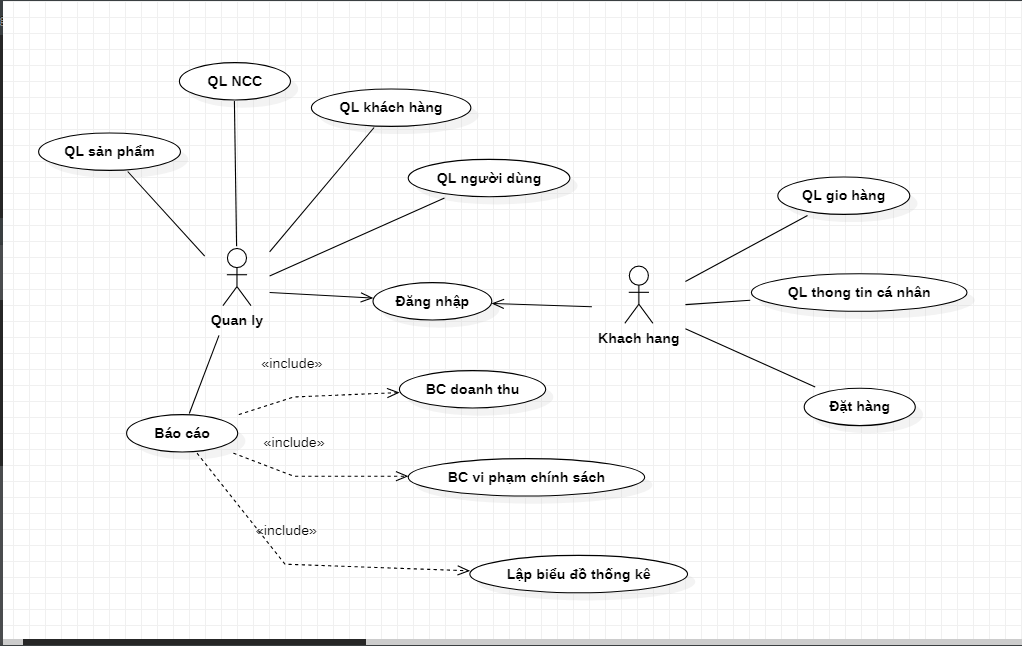 QL NCC
QL khách hàng
QL sản phẩm
QL người dùng
QL gio hàng
QL thong tin cá nhân
Đăng nhập
Quan ly
Khach hang
«include»
BC doanh thu
Đặt hàng
Báo cáo
«include»
BC vi phạm chính sách
«include»
Lập biểu đồ thống kê